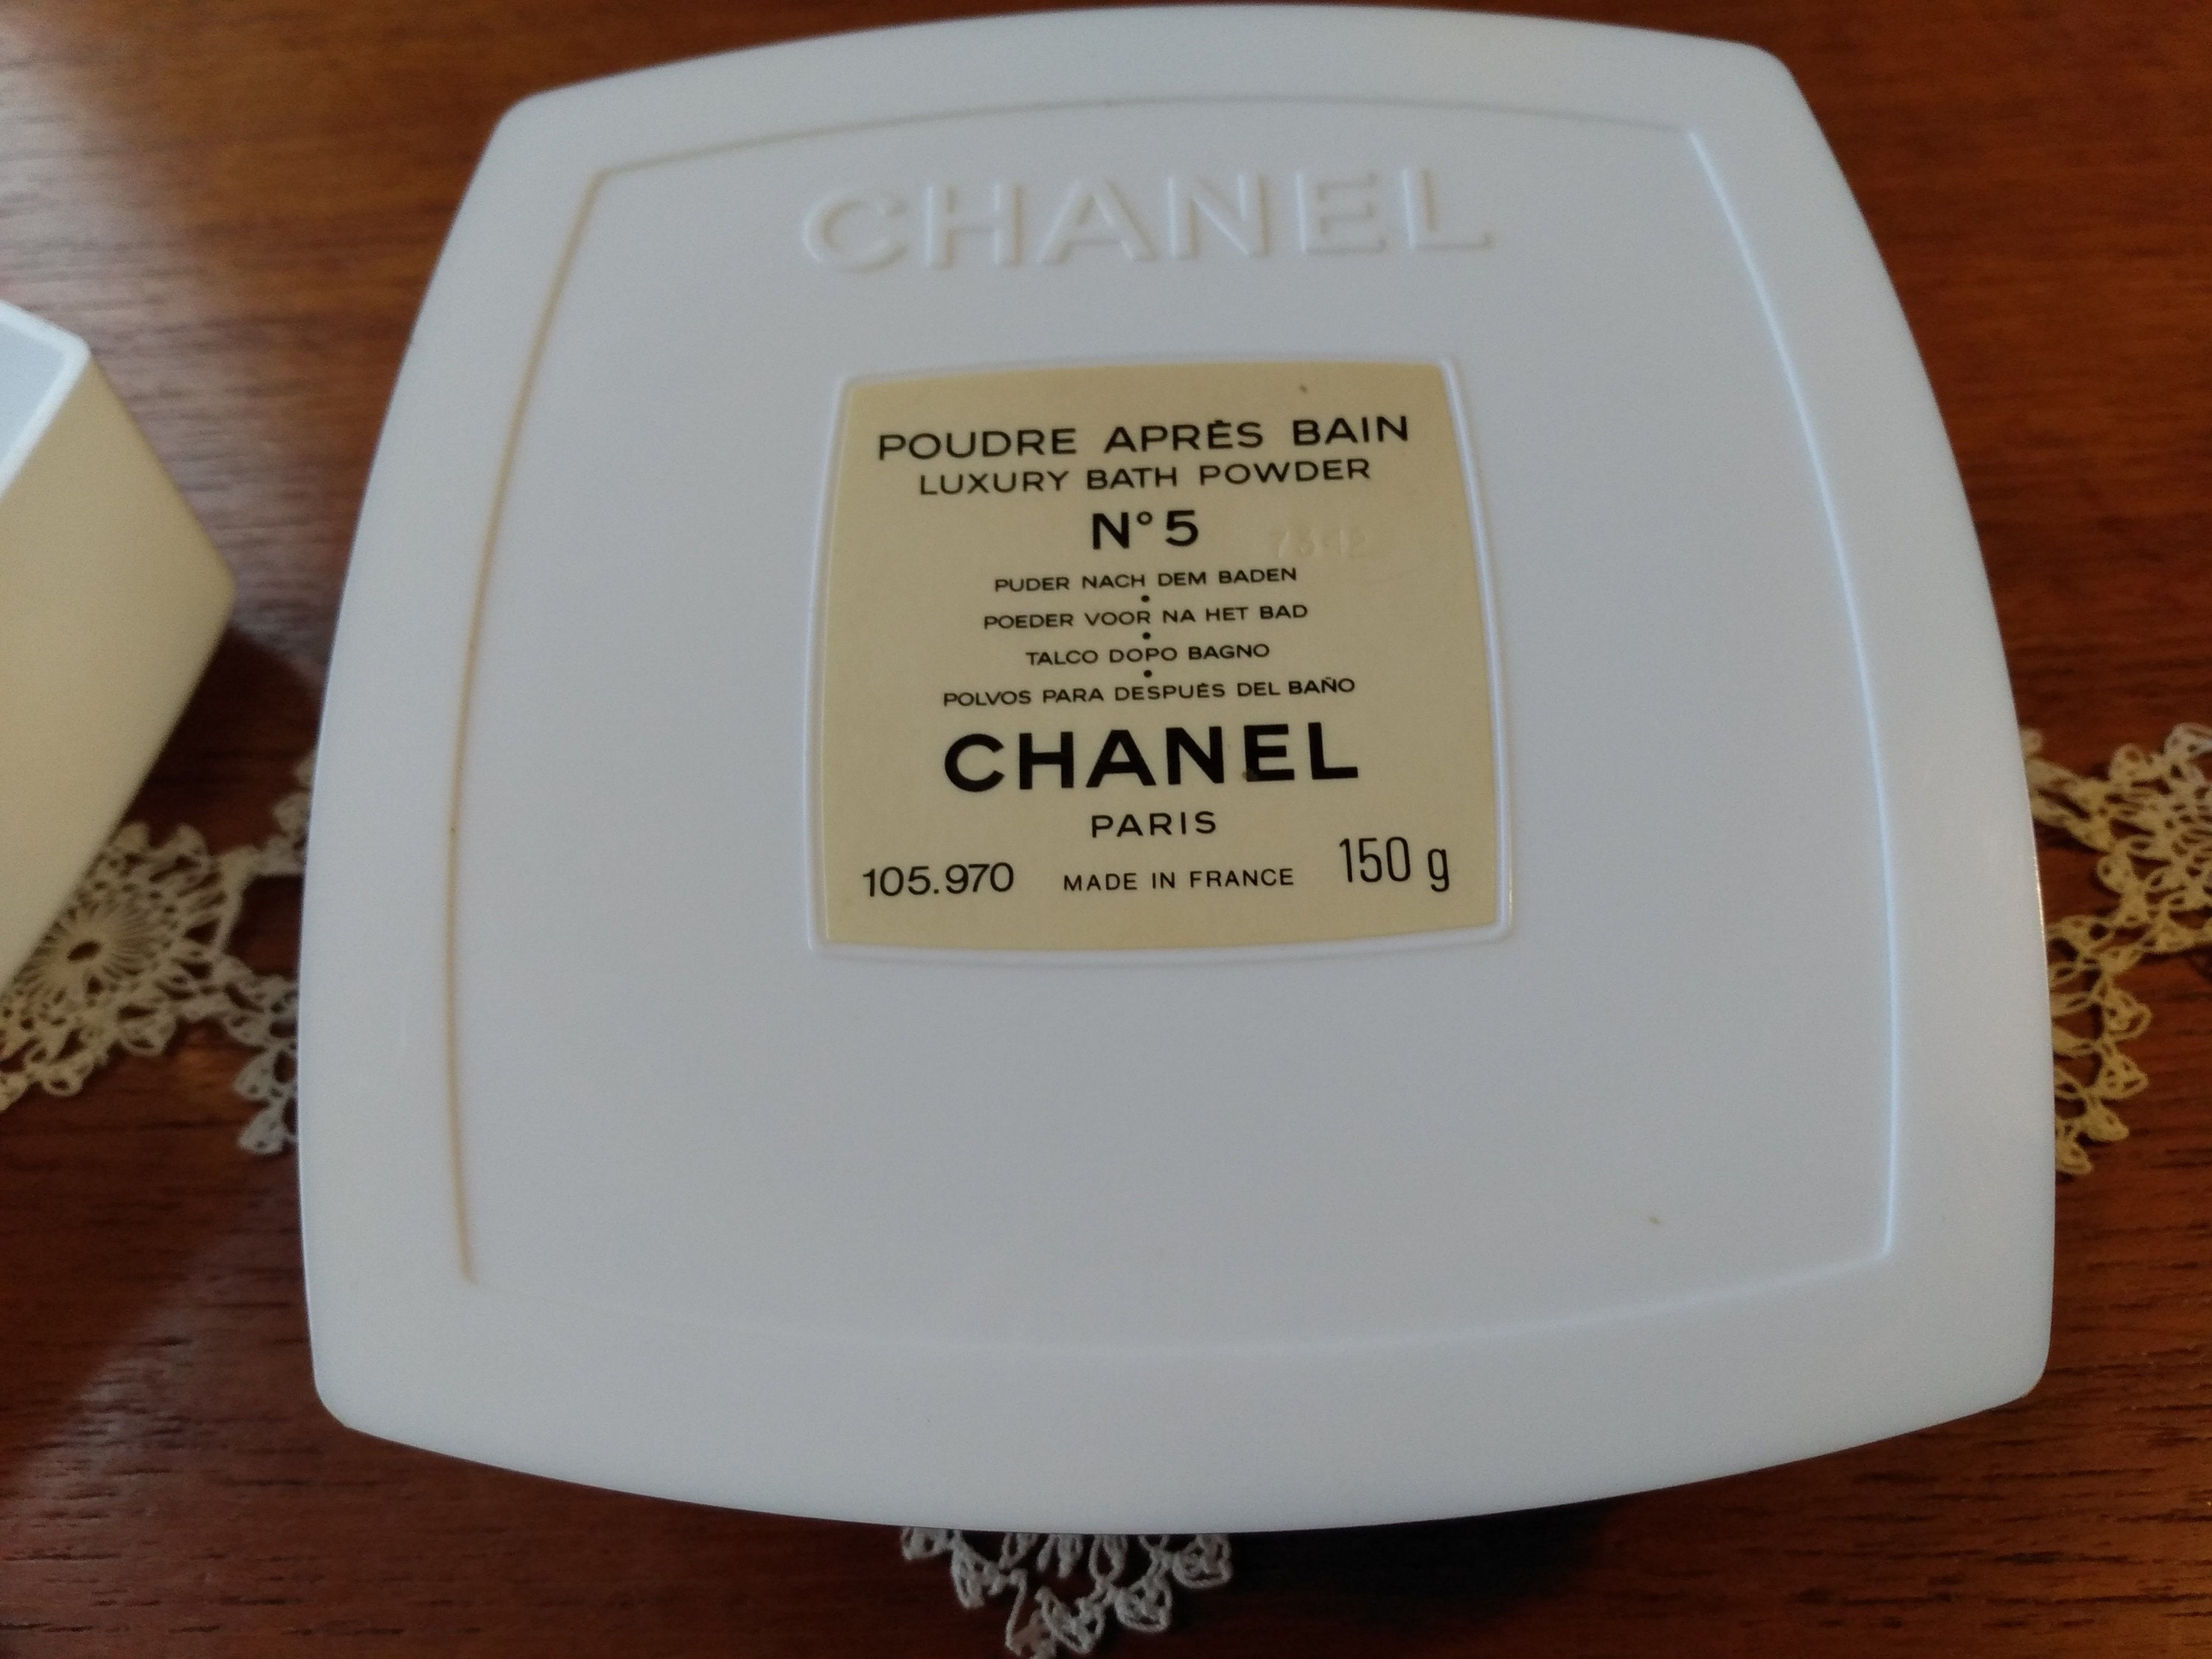 CHANEL
POUDRE APRÈS BAIN
LUXURY BATH POWDER
N° 5
PUDER NACH DEM BADEN
•
POEDER VOOR NA HET BAD
•
TALCO DOPO BAGNO
•
POLVOS PARA DESPUÉS DEL BAÑO
CHANEL
PARIS
105.970 MADE IN FRANCE 150 g